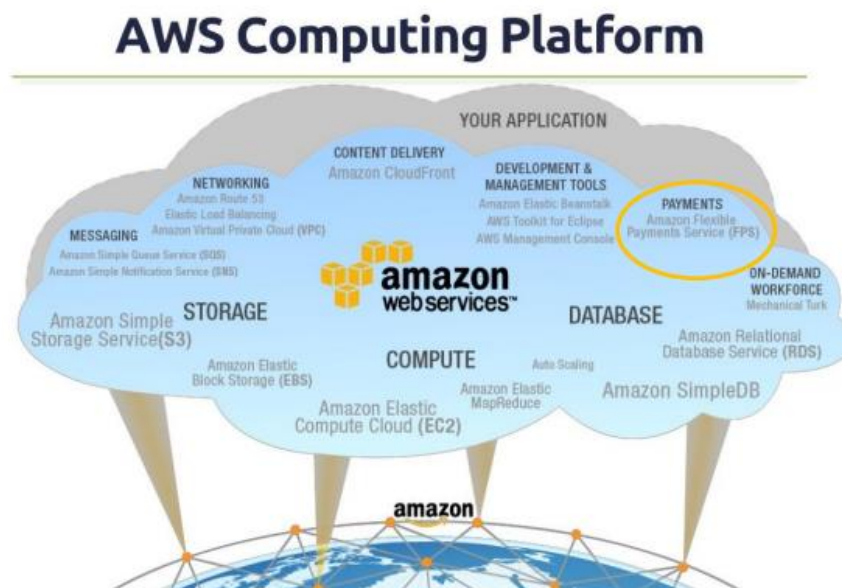 AWS Computing Platform
YOUR APPLICATION
CONTENT DELIVERY
Amazon CloudFront
DEVELOPMENT &
MANAGEMENT TOOLS
Amazon Elastic Beanstalk
AWS Toolkit for Eclipse
AWS Management Console
NETWORKING
Amazon Route 53
Elastic Load Balancing
Amazon Virtual Private Cloud (VPC)
PAYMENTS
Amazon Flexible
Payments Service (FPS)
MESSAGING
Amazon Simple Queue Service (SQS)
Amazon Simple Notification Service (SNS)
amazon
webservices™
ON-DEMAND
WORKFORCE
Mechanical Turk
STORAGE
Amazon Simple
Storage Service(S3)
Amazon Elastic
Block Storage (EBS)
DATABASE
Amazon Relational
Database Service (RDS)
Amazon SimpleDB
COMPUTE
Auto Scaling
Amazon Elastic
MapReduce
Amazon Elastic
Compute Cloud (EC2)
amazon